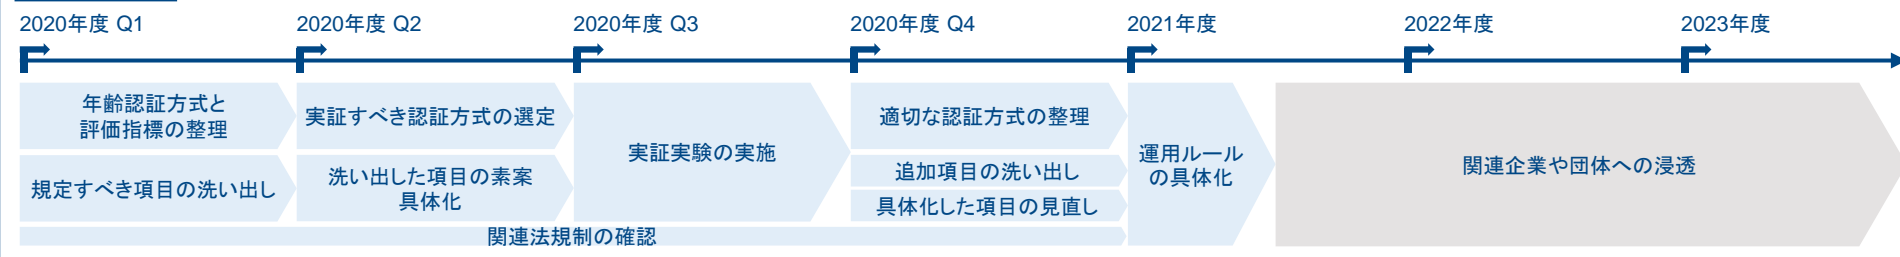 2020年度 Q1
2020年度 Q2
2020年度 Q3
2020年度 Q4
2021年度
2022年度
2023年度
年齢認証方式と
評価指標の整理
規定すべき項目の洗い出し
実証すべき認証方式の選定
洗い出した項目の素案
具体化
実証実験の実施
適切な認証方式の整理
追加項目の洗い出し
具体化した項目の見直し
関連法規制の確認
運用ルール
の具体化
関連企業や団体への浸透